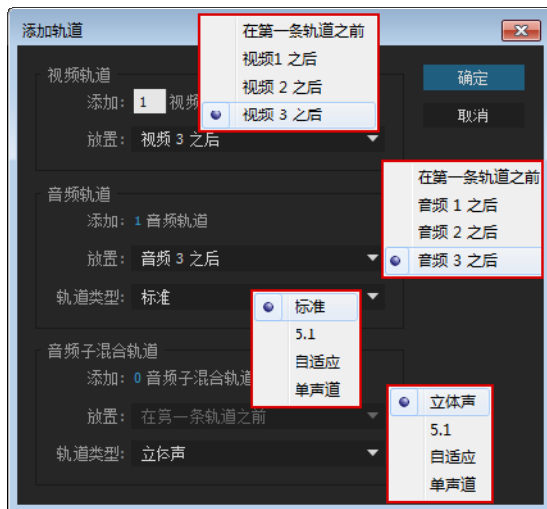 添加轨道
在第一条轨道之前
视频1 之后
视频 2 之后
视频 3 之后
视频轨道
添加: 1 视频
放置: 视频 3 之后
确定
取消
音频轨道
添加: 1 音频轨道
放置: 音频 3 之后
轨道类型: 标准
在第一条轨道之前
音频 1 之后
音频 2 之后
音频 3 之后
标准
5.1
自适应
单声道
音频子混合轨道
添加: 0 音频子混合轨道
放置: 在第一条轨道之前
轨道类型: 立体声
立体声
5.1
自适应
单声道